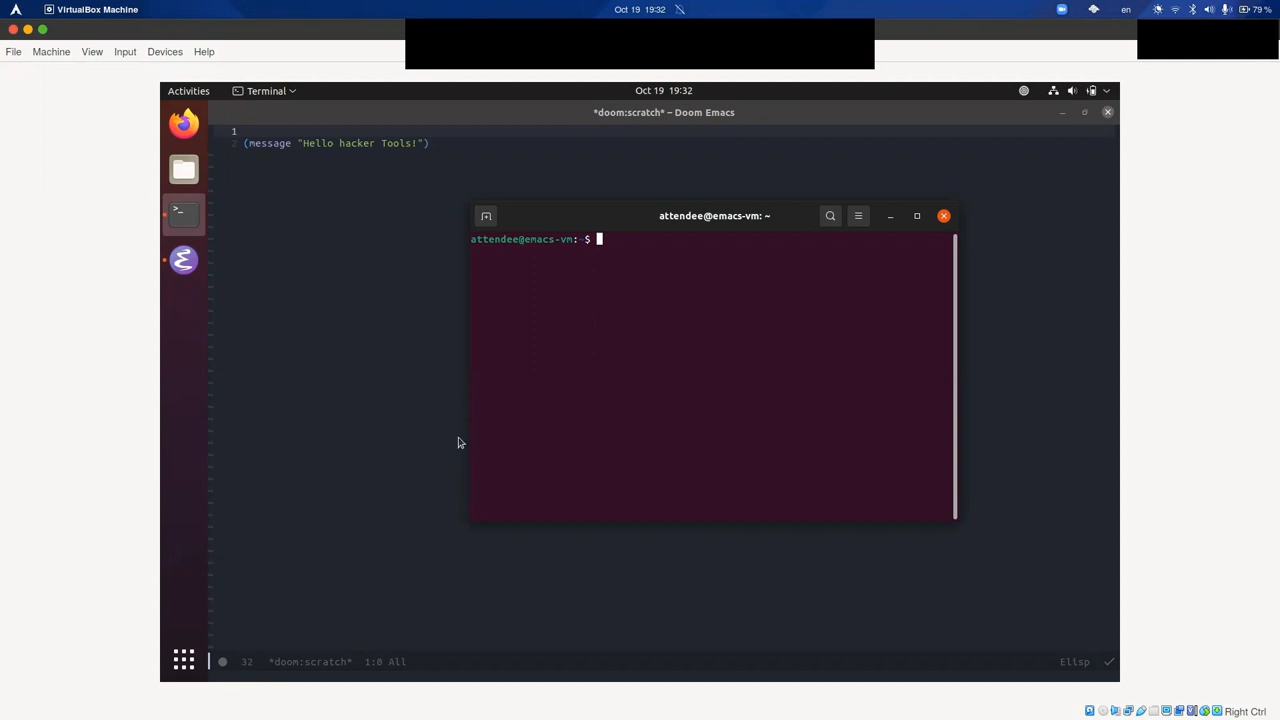 VirtualBox Machine
Oct 19 19:32
en
79 %
File Machine View Input Devices Help
Activities
Terminal
Oct 19 19:32
*doom:scratch* – Doom Emacs
1
2 (message "Hello hacker Tools!")
attendee@emacs-vm: ~
attendee@emacs-vm:~$
32 *doom:scratch* 1:0 All
Elisp
Right Ctrl